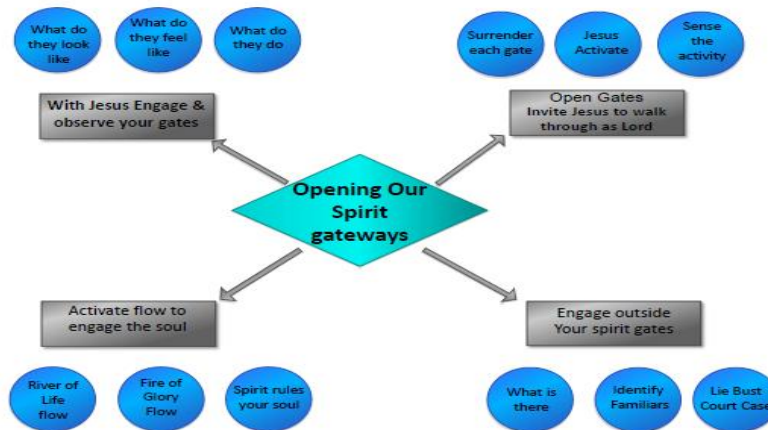 What do
they look
like
What do
they feel
like
What do
they do
Surrender
each gate
Jesus
Activate
Sense
the
activity
With Jesus Engage &
observe your gates
Open Gates
Invite Jesus to walk
through as Lord
Opening Our
Spirit
gateways
Activate flow to
engage the soul
Engage outside
Your spirit gates
River of
Life
flow
Fire of
Glory
Flow
Spirit rules
your soul
What is
there
Identify
Familiars
Lie Bust
Court Case